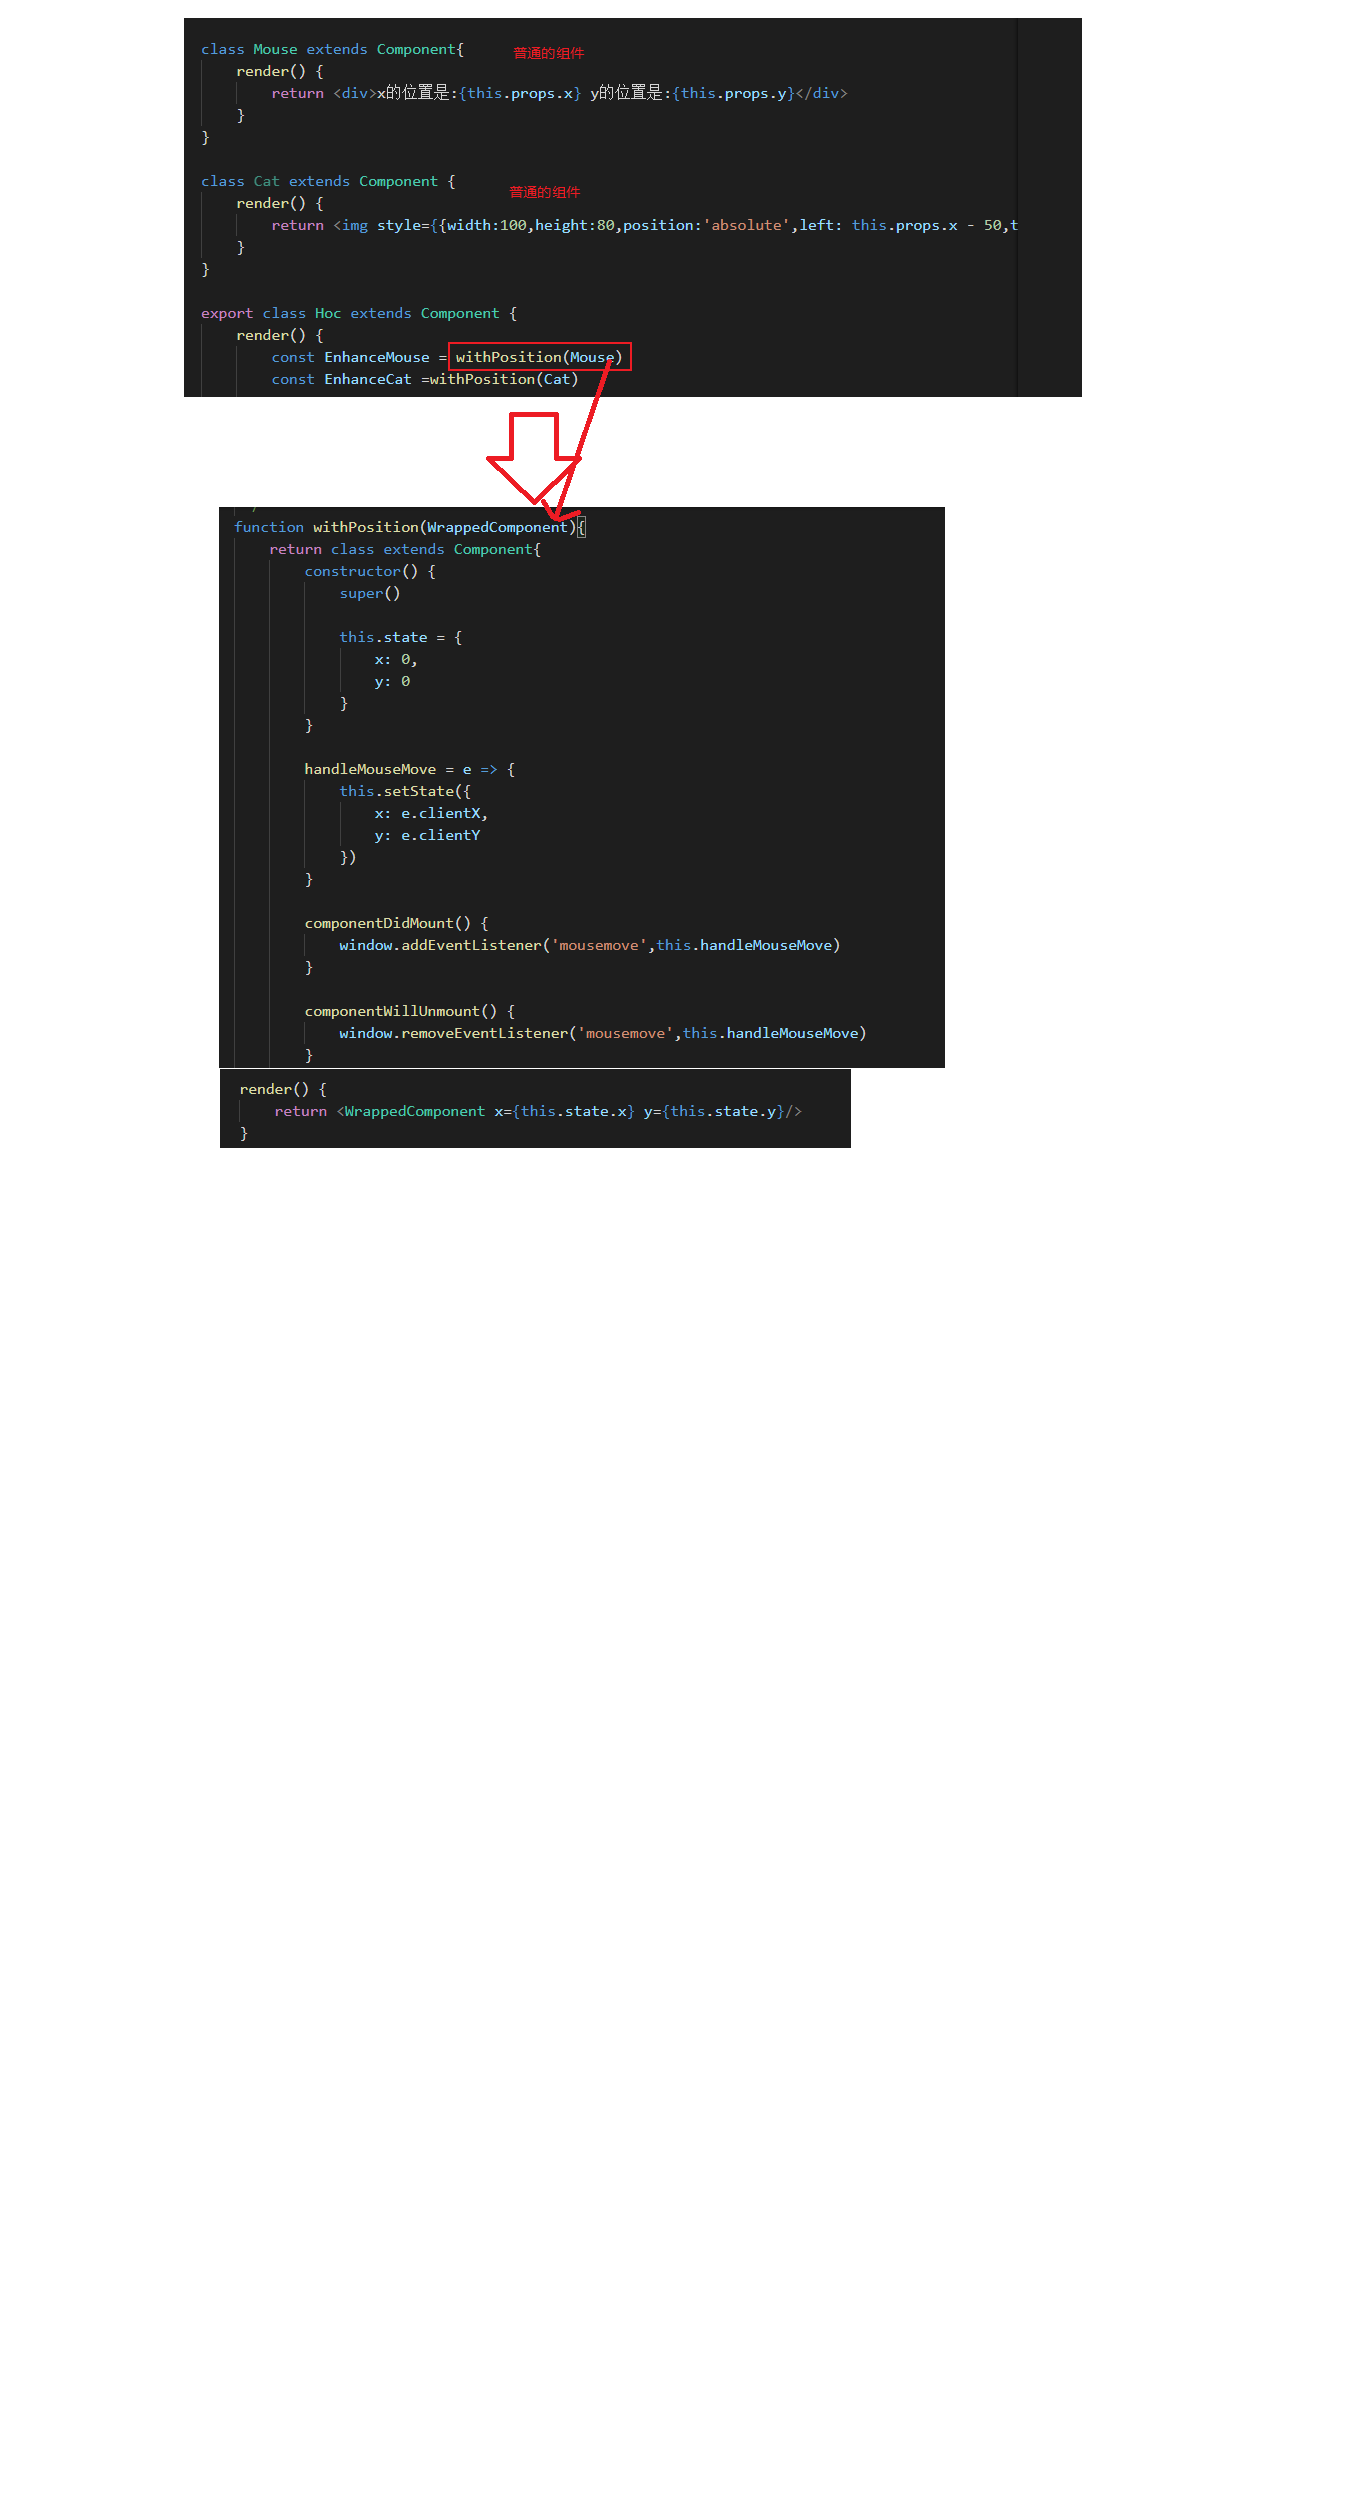 class Mouse extends Component{ 普通的组件
render() {
return <div>x的位置是:{this.props.x} y的位置是:{this.props.y}</div>
}
}
class Cat extends Component { 普通的组件
render() {
return <img style={{width:100,height:80,position:'absolute',left: this.props.x - 50,t
}
}
export class Hoc extends Component {
render() {
const EnhanceMouse = withPosition(Mouse)
const EnhanceCat =withPosition(Cat)
function withPosition(WrappedComponent){
return class extends Component{
constructor() {
super()
this.state = {
x: 0,
y: 0
}
}
handleMouseMove = e => {
this.setState({
x: e.clientX,
y: e.clientY
})
}
componentDidMount() {
window.addEventListener('mousemove',this.handleMouseMove)
}
componentWillUnmount() {
window.removeEventListener('mousemove',this.handleMouseMove)
}
render() {
return <WrappedComponent x={this.state.x} y={this.state.y}/>
}